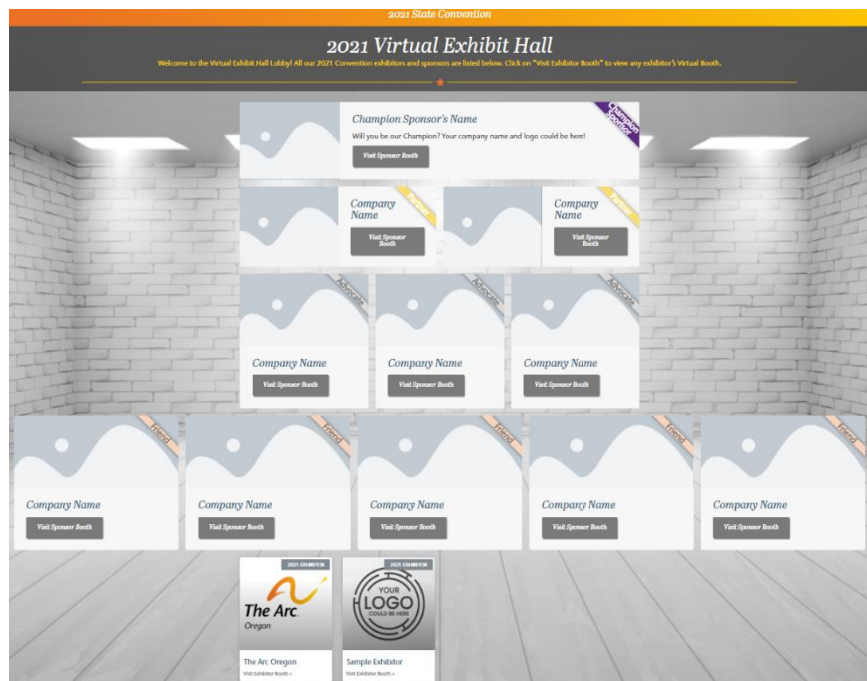 2021 State Convention
2021 Virtual Exhibit Hall
Welcome to the Virtual Exhibit Hall Lobby! All our 2021 Convention exhibitors and sponsors are listed below. Click on "Visit Exhibitor Booth" to view any exhibitor's Virtual Booth.
Champion Sponsor's Name
Champion
Sponsor
Will you be our Champion? Your company name and logo could be here!
Visit Sponsor Booth
Company
Name
Partner
Visit Sponsor
Booth
Company
Name
Partner
Visit Sponsor
Booth
Advocate
Company Name
Visit Sponsor Booth
Advocate
Company Name
Visit Sponsor Booth
Advocate
Company Name
Visit Sponsor Booth
Friend
Company Name
Visit Sponsor Booth
Friend
Company Name
Visit Sponsor Booth
Friend
Company Name
Visit Sponsor Booth
Friend
Company Name
Visit Sponsor Booth
Friend
Company Name
Visit Sponsor Booth
2021 EXHIBITOR
The Arc
Oregon
The Arc Oregon
Visit Exhibitor Booth »
2021 EXHIBITOR
YOUR
LOGO
COULD BE HERE
Sample Exhibitor
Visit Exhibitor Booth »